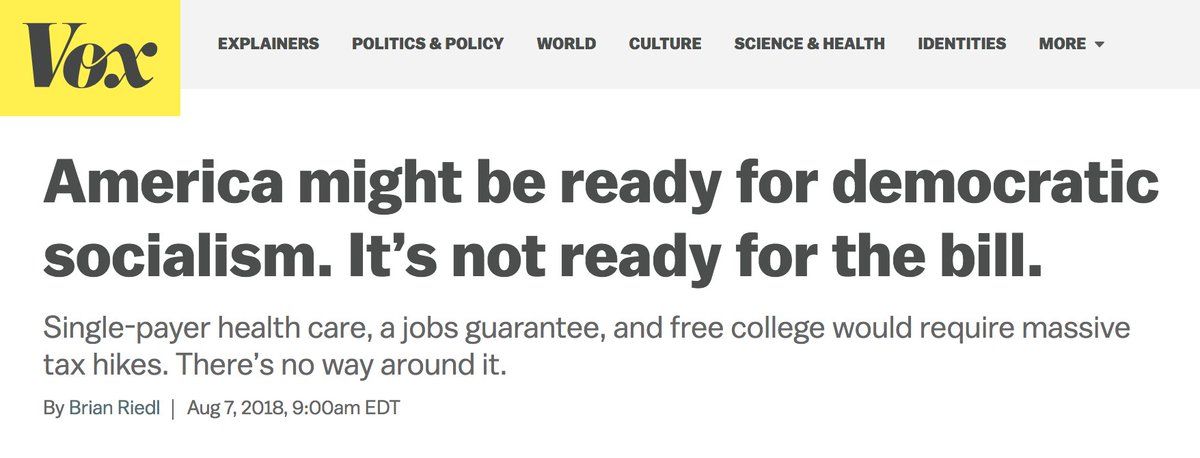 Vox
EXPLAINERS POLITICS & POLICY WORLD CULTURE SCIENCE & HEALTH IDENTITIES MORE
America might be ready for democratic
socialism. It’s not ready for the bill.
Single-payer health care, a jobs guarantee, and free college would require massive
tax hikes. There’s no way around it.
By Brian Riedl | Aug 7, 2018, 9:00am EDT